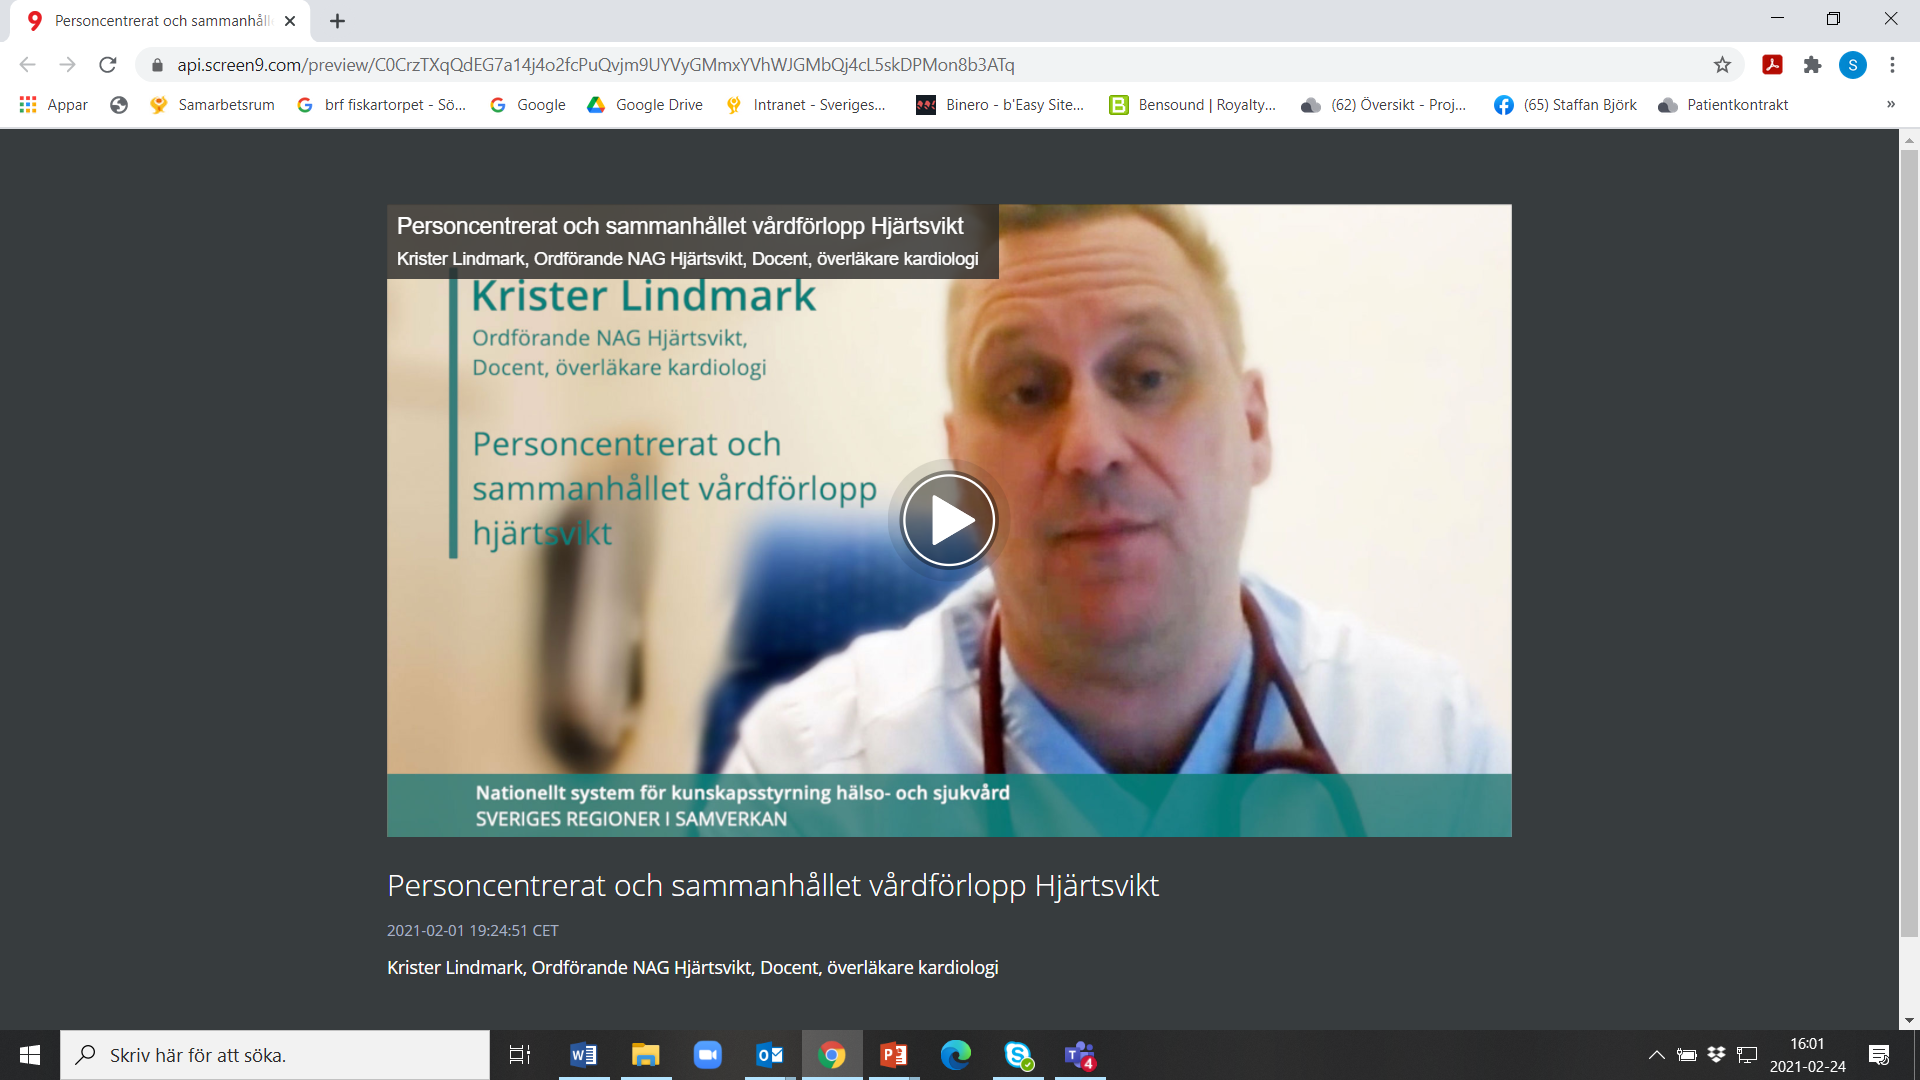 Personcentrerat och sammanhåll
api.screen9.com/preview/C0CrzTXqQdEG7a14j4o2fcPuQvjm9UYVyGMmxYVhWJGMbQj4cL5skDPMon8b3ATq
S
Appar
Samarbetsrum
brf fiskartorpet - Sö...
Google
Google Drive
Intranet - Sveriges...
Binero - b'Easy Site...
Bensound | Royalty...
(62) Översikt - Proj...
(65) Staffan Björk
Patientkontrakt
»
Personcentrerat och sammanhållet vårdförlopp Hjärtsvikt
Krister Lindmark, Ordförande NAG Hjärtsvikt, Docent, överläkare kardiologi
Krister Lindmark
Ordförande NAG Hjärtsvikt,
Docent, överläkare kardiologi
Personcentrerat och
sammanhållet vårdförlopp
hjärtsvikt
Nationellt system för kunskapsstyrning hälso- och sjukvård
SVERIGES REGIONER I SAMVERKAN
Personcentrerat och sammanhållet vårdförlopp Hjärtsvikt
2021-02-01 19:24:51 CET
Krister Lindmark, Ordförande NAG Hjärtsvikt, Docent, överläkare kardiologi
Skriv här för att söka.
4
16:01
2021-02-24